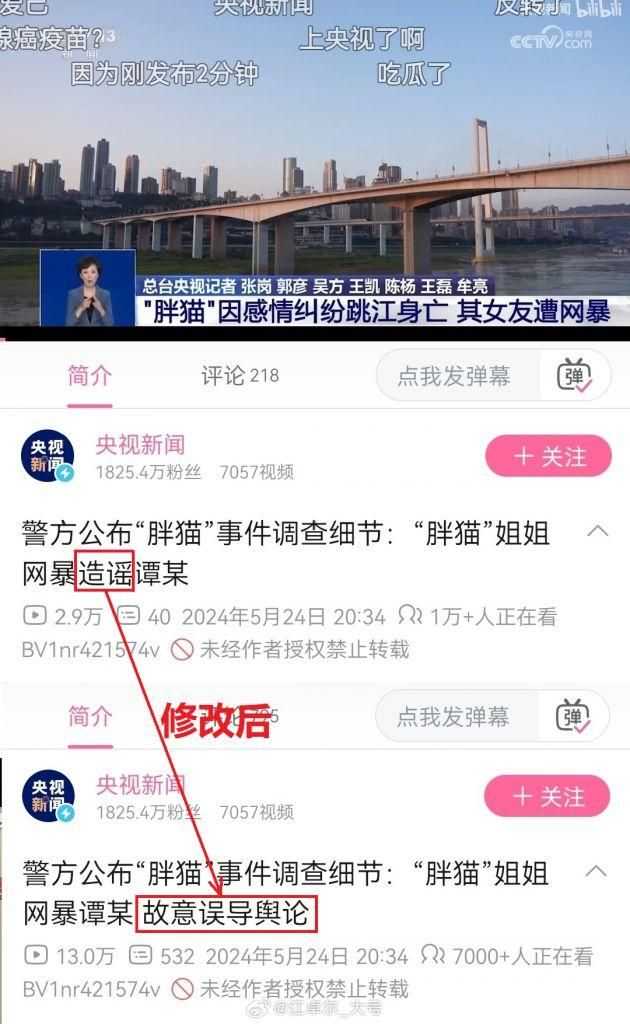 爱巴
央视新闻
反转了
bilibili
腺癌疫苗?
上央视了啊
CCTV.com
因为刚发布2分钟
吃瓜了
总台央视记者 张岗 郭彦 吴方 王凯 陈杨 王磊 牟亮
"胖猫"因感情纠纷跳江身亡 其女友遭网暴
简介
评论 218
点我发弹幕
弹
央视新闻
央视新闻
1825.4万粉丝 7057视频
＋ 关注
警方公布“胖猫”事件调查细节：“胖猫”姐姐
网暴造谣谭某
2.9万 40 2024年5月24日 20:34 1万+人正在看
BV1nr421574v 未经作者授权禁止转载
简介
修改后
点我发弹幕
弹
央视新闻
央视新闻
1825.4万粉丝 7057视频
＋ 关注
警方公布“胖猫”事件调查细节：“胖猫”姐姐
网暴谭某 故意误导舆论
13.0万 532 2024年5月24日 20:34 7000+人正在看
BV1nr421574v 未经作者授权禁止转载